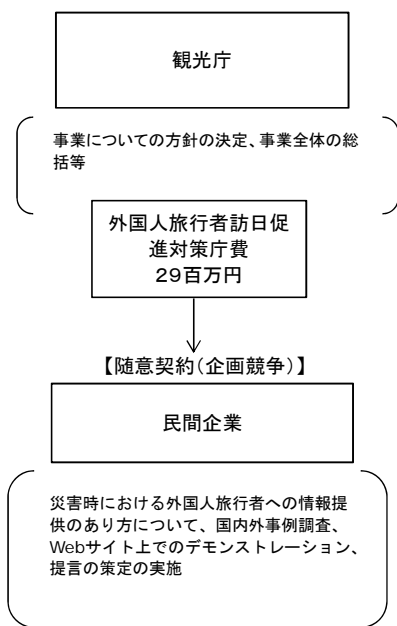 観光庁
事業についての方針の決定、事業全体の総
括等
外国人旅行者訪日促
進対策庁費
29百万円
【随意契約(企画競争)】
民間企業
災害時における外国人旅行者への情報提
供のあり方について、国内外事例調査、
Webサイト上でのデモンストレーション、
提言の策定の実施